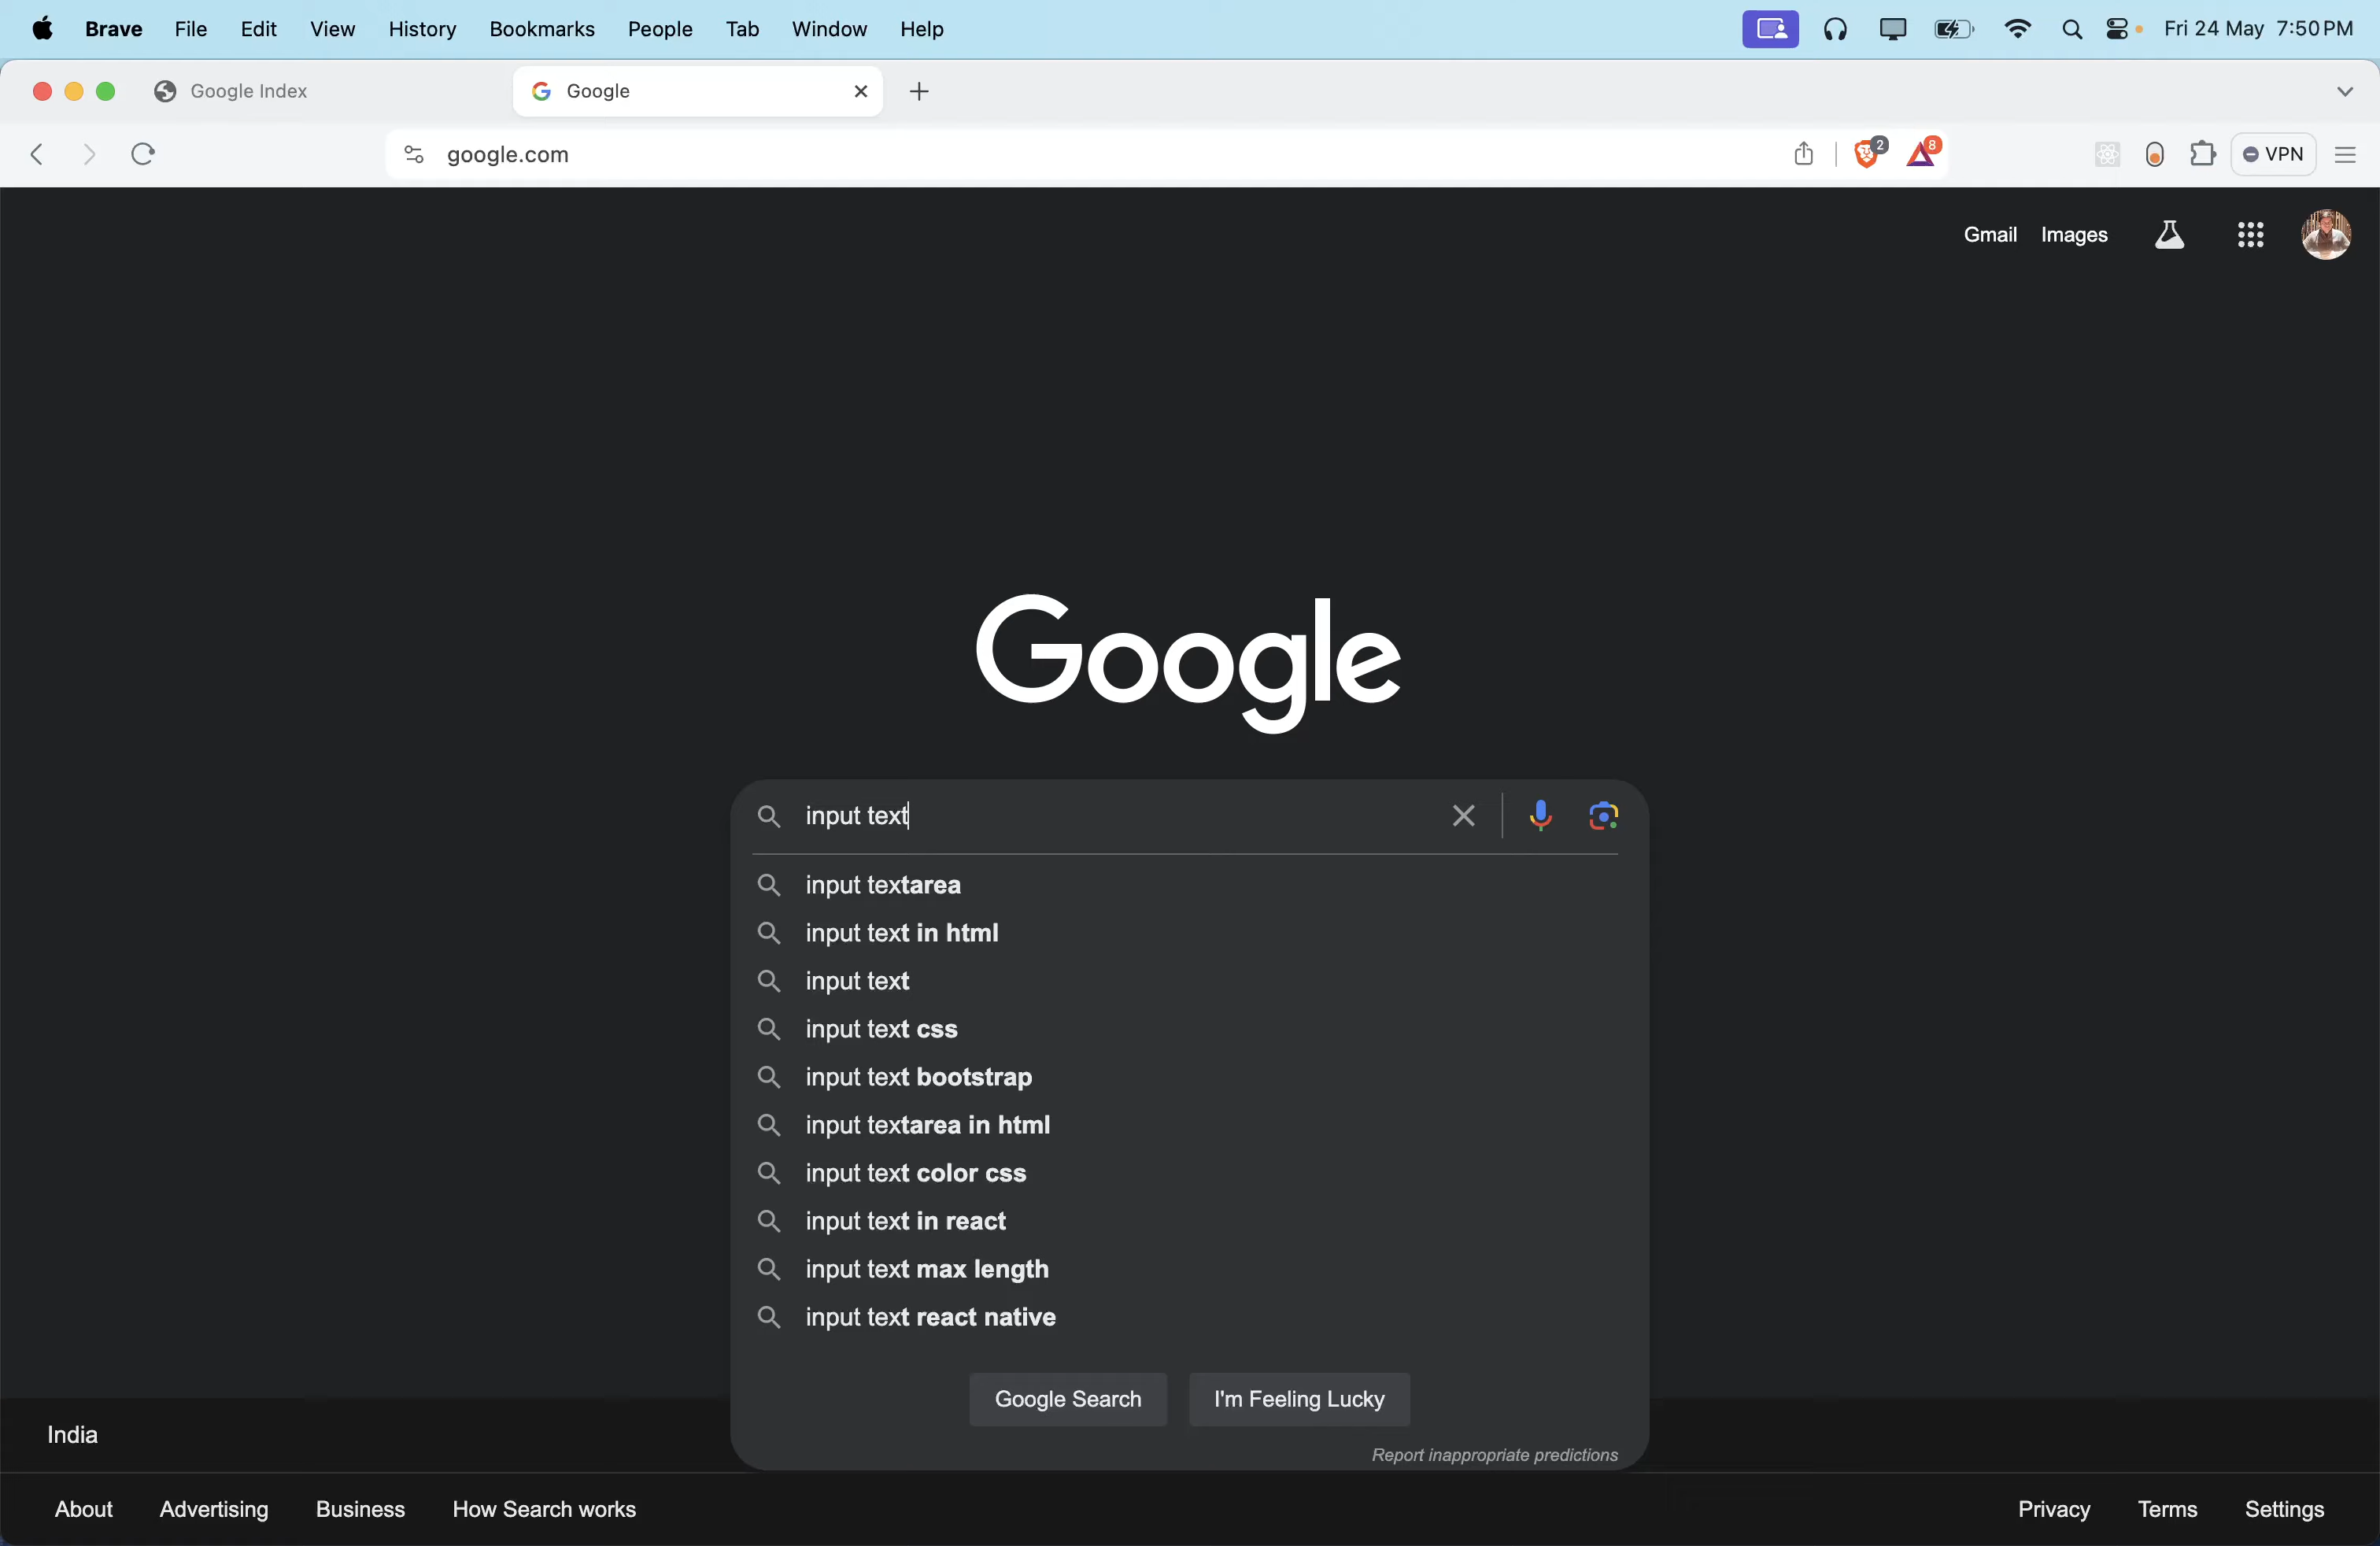 Brave File Edit View History Bookmarks People Tab Window Help Fri 24 May 7:50 PM
Google Index Google
google.com 2 8 VPN
Gmail Images
Google
input text
input textarea
input text in html
input text
input text css
input text bootstrap
input textarea in html
input text color css
input text in react
input text max length
input text react native
Google Search I'm Feeling Lucky
Report inappropriate predictions
India
About Advertising Business How Search works Privacy Terms Settings